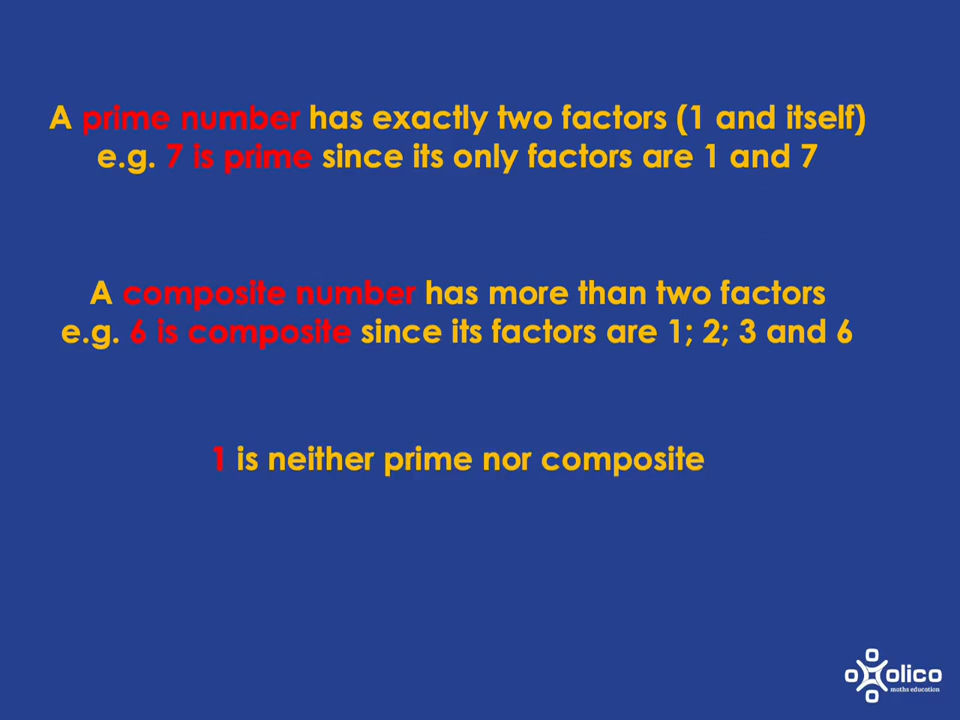 A prime number has exactly two factors (1 and itself)
e.g. 7 is prime since its only factors are 1 and 7
A composite number has more than two factors
e.g. 6 is composite since its factors are 1; 2; 3 and 6
1 is neither prime nor composite
olico
maths education